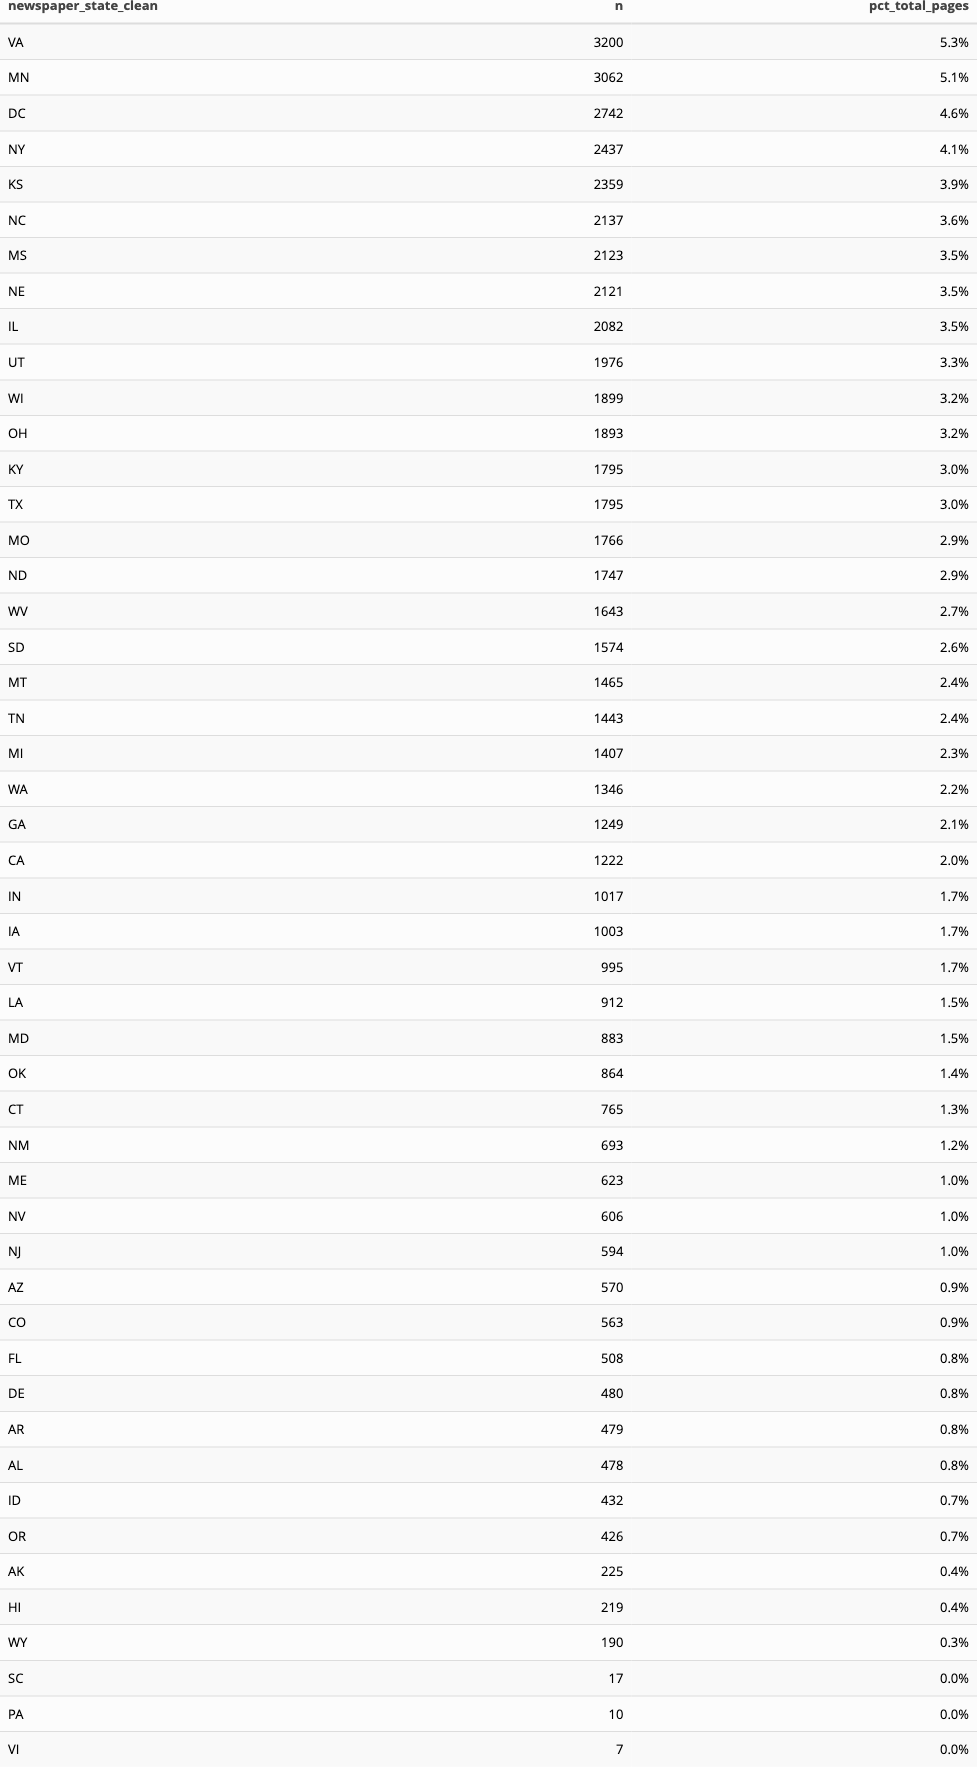 newspaper_state_clean n pct_total_pages
VA 3200 5.3%
MN 3062 5.1%
DC 2742 4.6%
NY 2437 4.1%
KS 2359 3.9%
NC 2137 3.6%
MS 2123 3.5%
NE 2121 3.5%
IL 2082 3.5%
UT 1976 3.3%
WI 1899 3.2%
OH 1893 3.2%
KY 1795 3.0%
TX 1795 3.0%
MO 1766 2.9%
ND 1747 2.9%
WV 1643 2.7%
SD 1574 2.6%
MT 1465 2.4%
TN 1443 2.4%
MI 1407 2.3%
WA 1346 2.2%
GA 1249 2.1%
CA 1222 2.0%
IN 1017 1.7%
IA 1003 1.7%
VT 995 1.7%
LA 912 1.5%
MD 883 1.5%
OK 864 1.4%
CT 765 1.3%
NM 693 1.2%
ME 623 1.0%
NV 606 1.0%
NJ 594 1.0%
AZ 570 0.9%
CO 563 0.9%
FL 508 0.8%
DE 480 0.8%
AR 479 0.8%
AL 478 0.8%
ID 432 0.7%
OR 426 0.7%
AK 225 0.4%
HI 219 0.4%
WY 190 0.3%
SC 17 0.0%
PA 10 0.0%
VI 7 0.0%